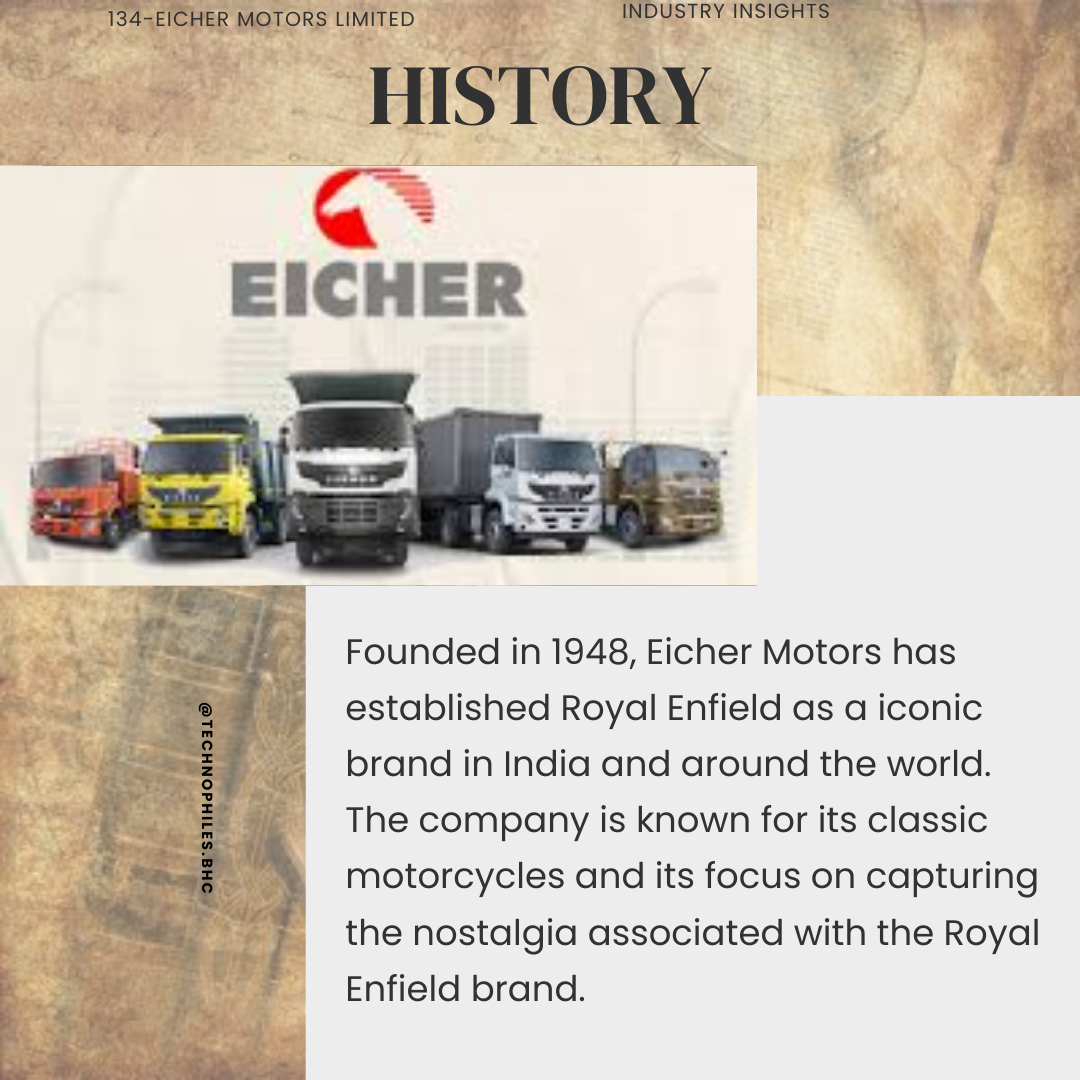 134-EICHER MOTORS LIMITED
INDUSTRY INSIGHTS
HISTORY
EICHER
@TECHNOPHILES.BHC
Founded in 1948, Eicher Motors has
established Royal Enfield as a iconic
brand in India and around the world.
The company is known for its classic
motorcycles and its focus on capturing
the nostalgia associated with the Royal
Enfield brand.